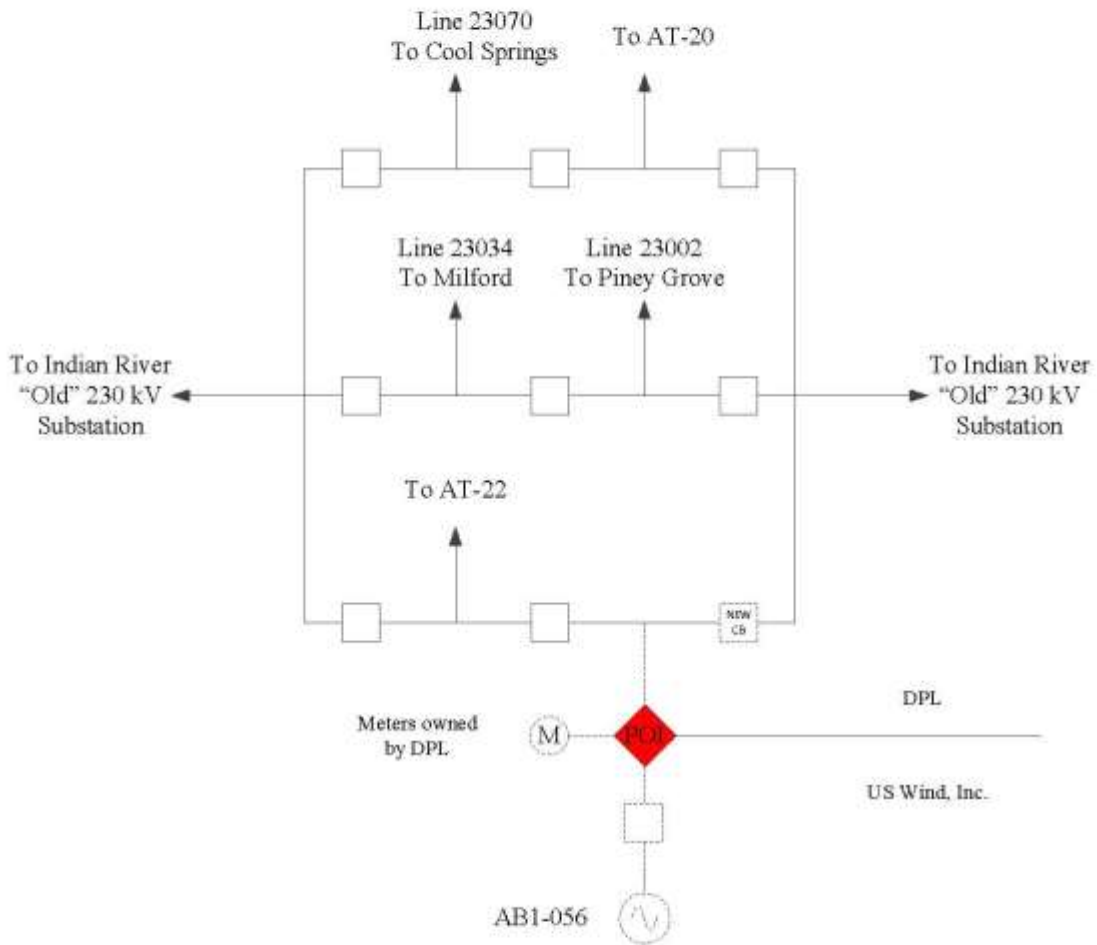 Line 23070
To Cool Springs
To AT-20
Line 23034
To Milford
Line 23002
To Piney Grove
To Indian River
“Old” 230 kV
Substation
To Indian River
“Old” 230 kV
Substation
To AT-22
NEW
CB
Meters owned
by DPL
M
POI
DPL
US Wind, Inc.
AB1-056